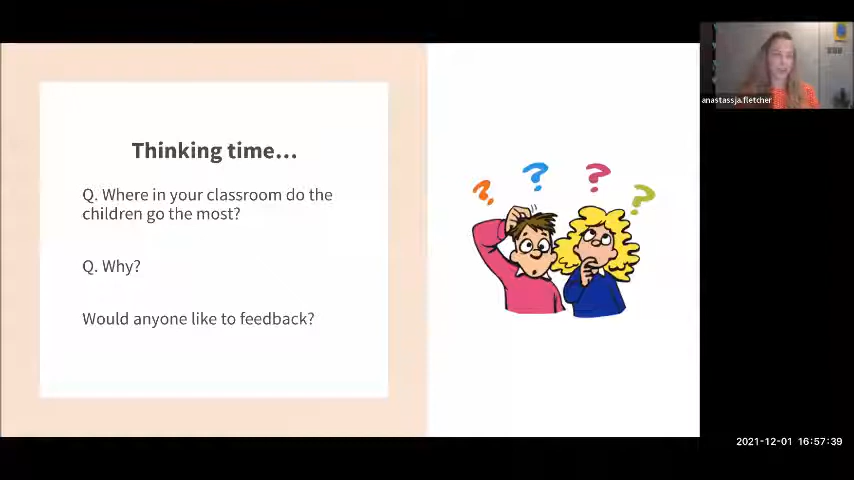 Thinking time...
Q. Where in your classroom do the
children go the most?
Q. Why?
Would anyone like to feedback?
? ? ? ?
anastassja.fletcher
2021-12-01 16:57:39